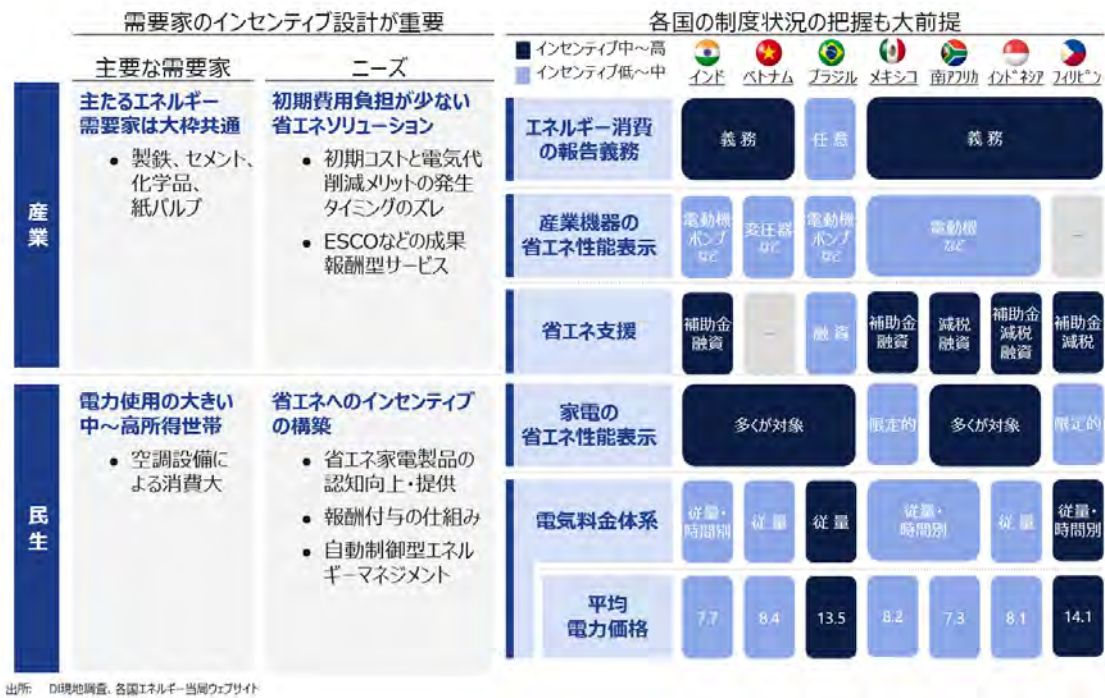 需要家のインセンティブ設計が重要
主要な需要家
ニーズ
産業
主たるエネルギー
需要家は大枠共通
• 製鉄、セメント、
化学品、
紙パルプ
初期費用負担が少ない
省エネソリューション
• 初期コストと電気代
削減メリットの発生
タイミングのズレ
• ESCOなどの成果
報酬型サービス
民生
電力使用の大きい
中～高所得世帯
• 空調設備に
よる消費大
省エネへのインセンティブ
の構築
• 省エネ家電製品の
認知向上・提供
• 報酬付与の仕組み
• 自動制御型エネル
ギーマネジメント
各国の制度状況の把握も大前提
インセンティブ中～高
インセンティブ低～中
インド
ベトナム
ブラジル
メキシコ
南アフリカ
インドネシア
フィリピン
エネルギー消費
の報告義務
義務
任意
義務
産業機器の
省エネ性能表示
電動機
ポンプ
など
変圧器
など
電動機
ポンプ
など
電動機
など
－
省エネ支援
補助金
融資
－
融資
補助金
融資
減税
融資
補助金
減税
融資
補助金
減税
家電の
省エネ性能表示
多くが対象
限定的
多くが対象
限定的
電気料金体系
従量・
時間別
従量
従量
従量・
時間別
従量
従量・
時間別
平均
電力価格
7.7
8.4
13.5
8.2
7.3
8.1
14.1
出所: DI現地調査、各国エネルギー当局ウェブサイト